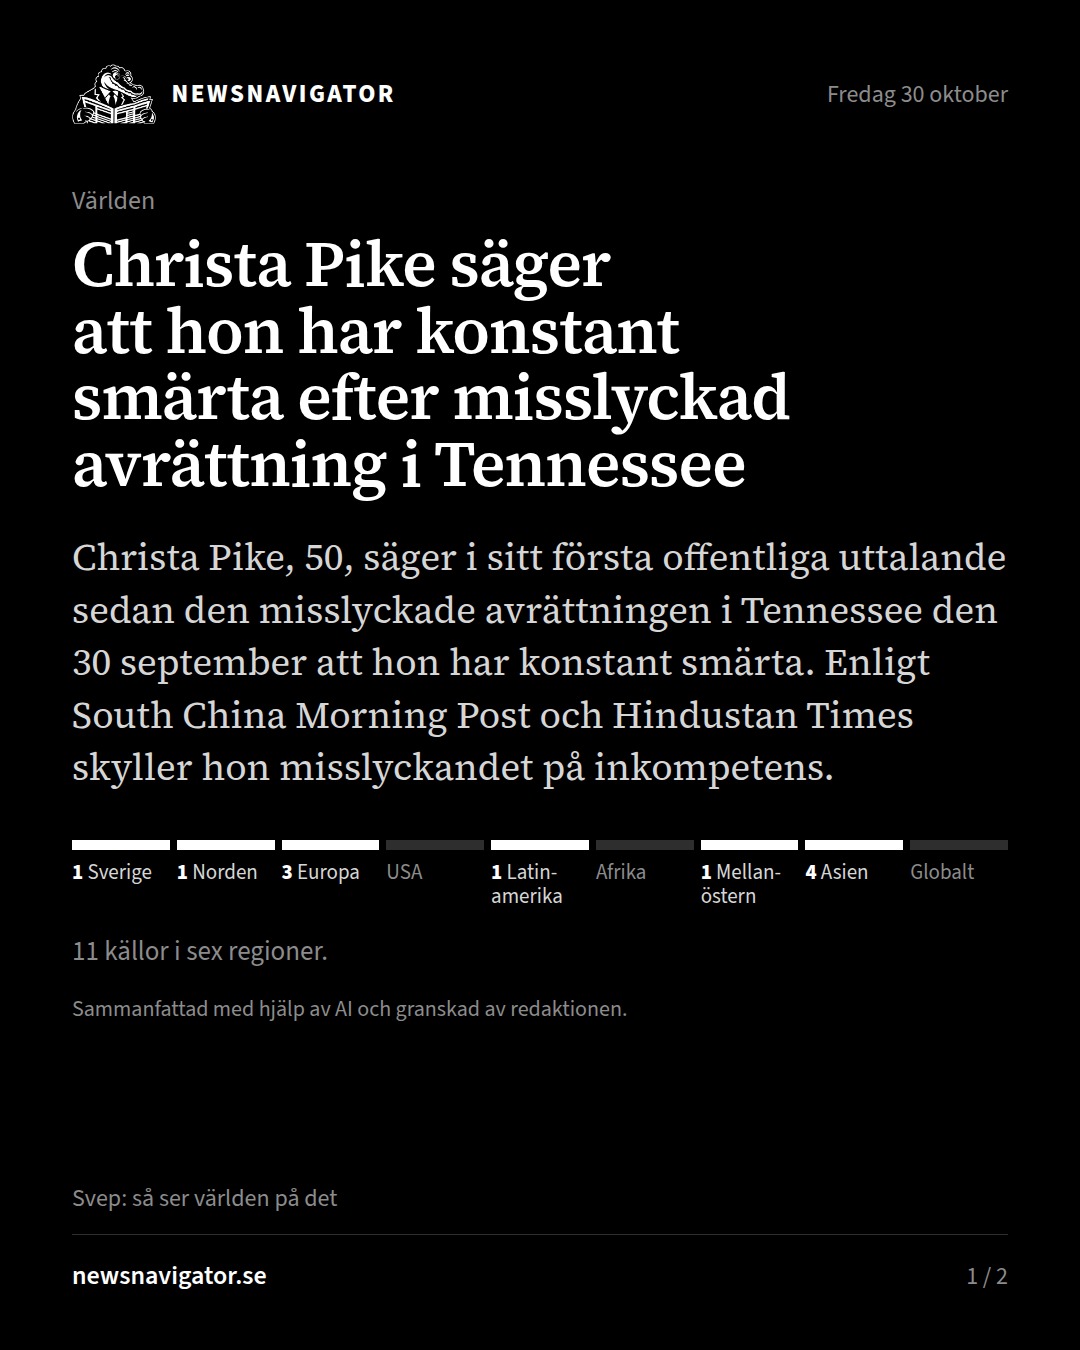 NEWSNAVIGATOR
Fredag 30 oktober
Världen
Christa Pike säger
att hon har konstant
smärta efter misslyckad
avrättning i Tennessee
Christa Pike, 50, säger i sitt första offentliga uttalande
sedan den misslyckade avrättningen i Tennessee den
30 september att hon har konstant smärta. Enligt
South China Morning Post och Hindustan Times
skyller hon misslyckandet på inkompetens.
1 Sverige
1 Norden
3 Europa
USA
1 Latin-
amerika
Afrika
1 Mellan-
östern
4 Asien
Globalt
11 källor i sex regioner.
Sammanfattad med hjälp av AI och granskad av redaktionen.
Svep: så ser världen på det
newsnavigator.se
1 / 2